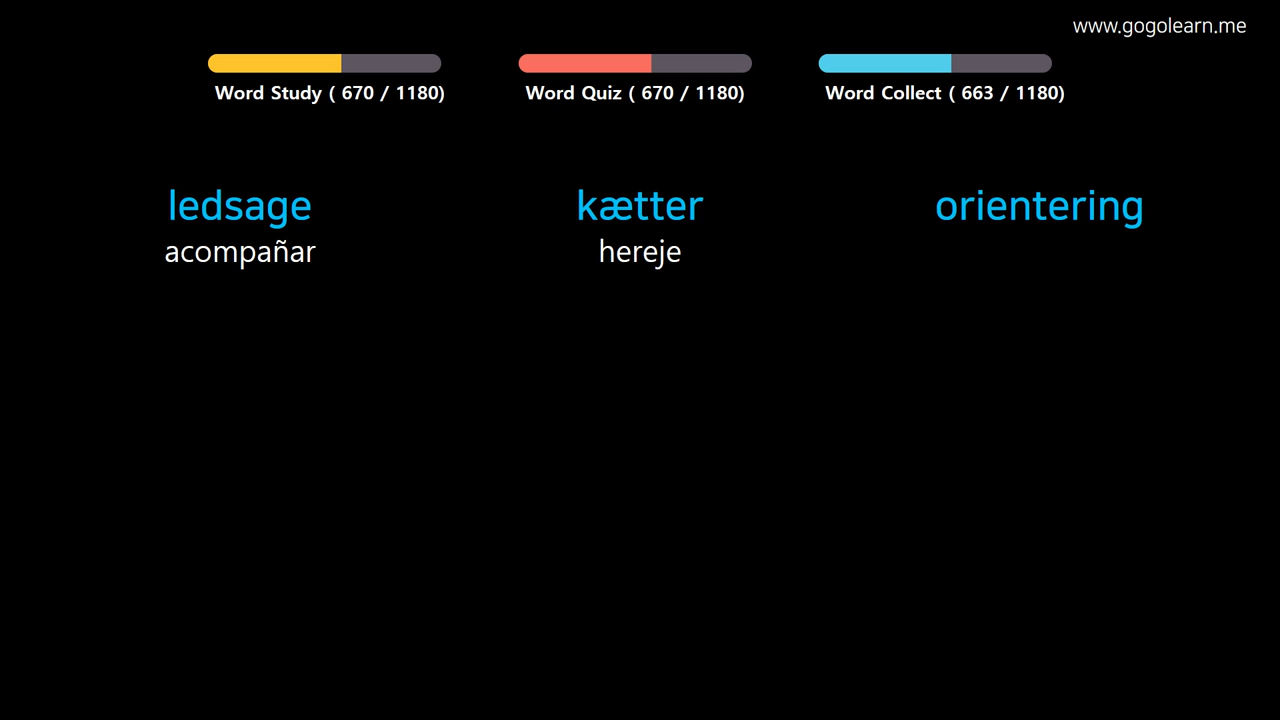 www.gogolearn.me
Word Study ( 670 / 1180)
Word Quiz ( 670 / 1180)
Word Collect ( 663 / 1180)
ledsage
acompañar
kætter
hereje
orientering